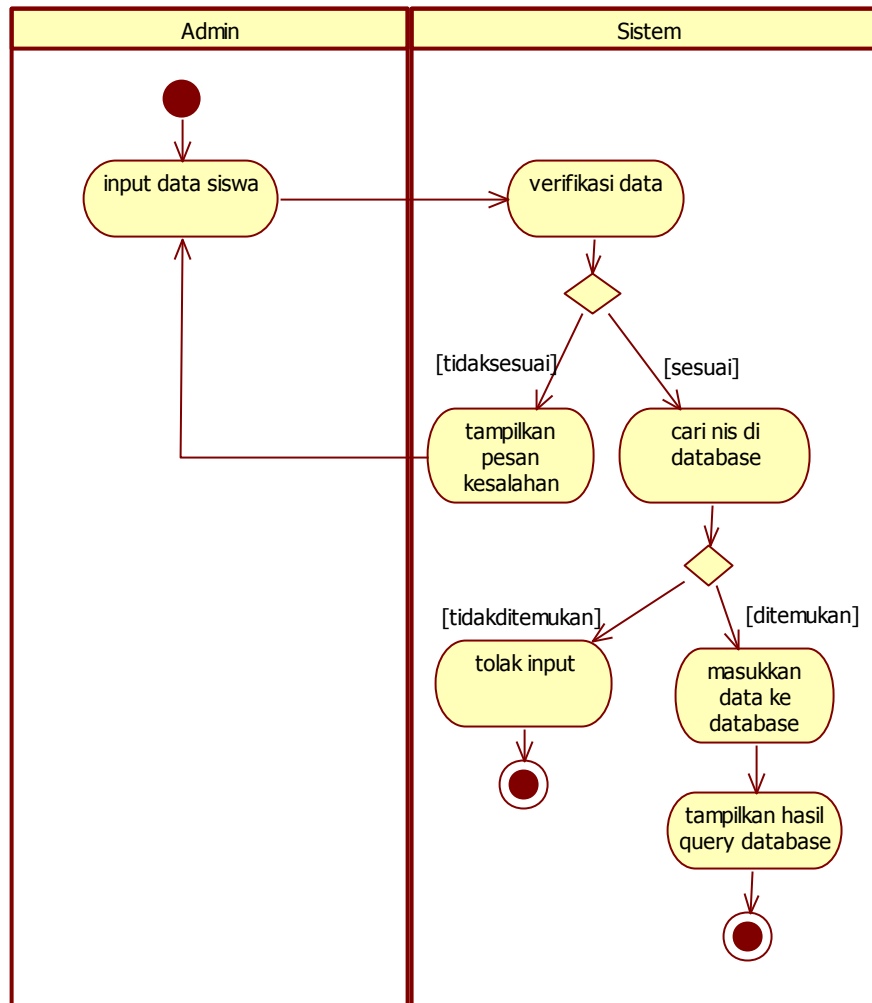 Admin
Sistem
input data siswa
verifikasi data
[tidaksesuai]
[sesuai]
tampilkan
pesan
kesalahan
cari nis di
database
[tidakditemukan]
[ditemukan]
tolak input
masukkan
data ke
database
tampilkan hasil
query database